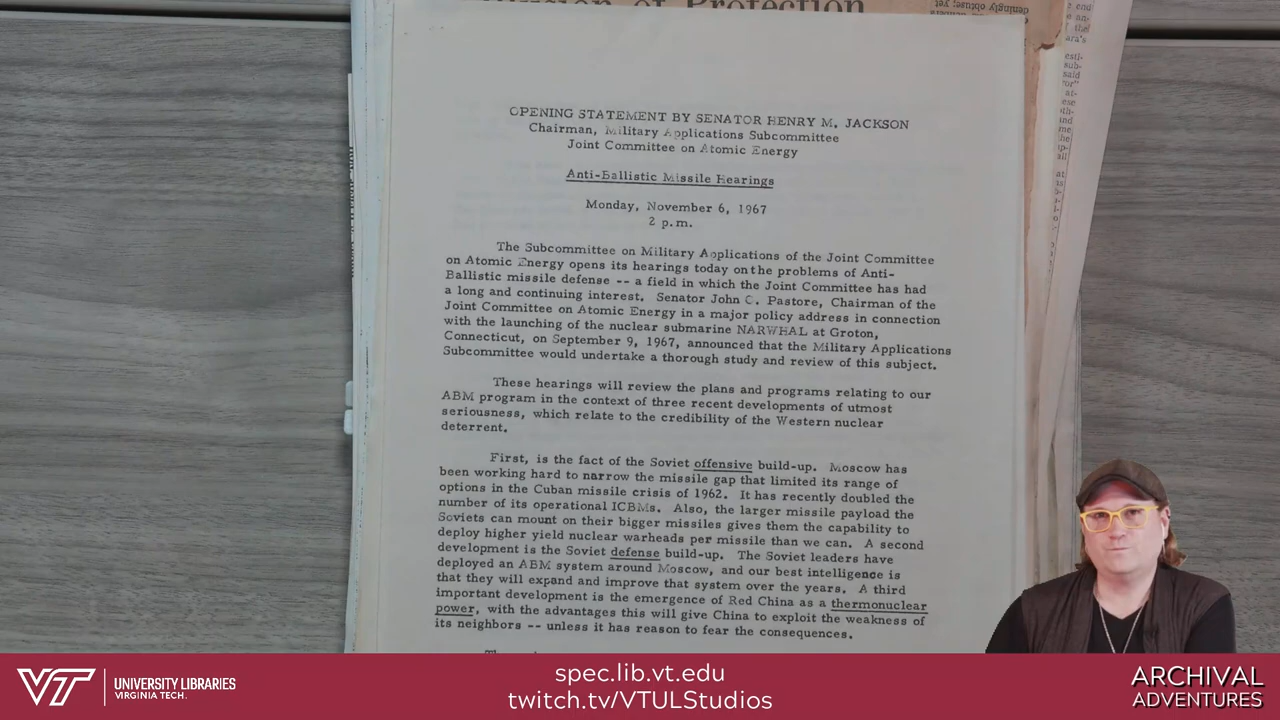 usion of Protection
deningly obtuse; yet
OPENING STATEMENT BY SENATOR HENRY M. JACKSON
Chairman, Military Applications Subcommittee
Joint Committee on Atomic Energy
Anti-Ballistic Missile Hearings
Monday, November 6, 1967
2 p.m.
The Subcommittee on Military Applications of the Joint Committee
on Atomic Energy opens its hearings today on the problems of Anti-
Ballistic missile defense -- a field in which the Joint Committee has had
a long and continuing interest. Senator John O. Pastore, Chairman of the
Joint Committee on Atomic Energy in a major policy address in connection
with the launching of the nuclear submarine NARWHAL at Groton,
Connecticut, on September 9, 1967, announced that the Military Applications
Subcommittee would undertake a thorough study and review of this subject.
These hearings will review the plans and programs relating to our
ABM program in the context of three recent developments of utmost
seriousness, which relate to the credibility of the Western nuclear
deterrent.
First, is the fact of the Soviet offensive build-up. Moscow has
been working hard to narrow the missile gap that limited its range of
options in the Cuban missile crisis of 1962. It has recently doubled the
number of its operational ICBMs. Also, the larger missile payload the
Soviets can mount on their bigger missiles gives them the capability to
deploy higher yield nuclear warheads per missile than we can. A second
development is the Soviet defense build-up. The Soviet leaders have
deployed an ABM system around Moscow, and our best intelligence is
that they will expand and improve that system over the years. A third
important development is the emergence of Red China as a thermonuclear
power, with the advantages this will give China to exploit the weakness of
its neighbors -- unless it has reason to fear the consequences.
VT
UNIVERSITY LIBRARIES
VIRGINIA TECH.
spec.lib.vt.edu
twitch.tv/VTULStudios
ARCHIVAL
ADVENTURES